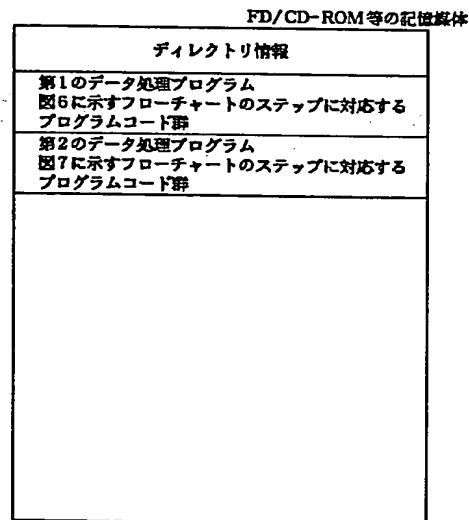 FD/CD-ROM等の記憶媒体
ディレクトリ情報
第1のデータ処理プログラム
図6に示すフローチャートのステップに対応する
プログラムコード群
第2のデータ処理プログラム
図7に示すフローチャートのステップに対応する
プログラムコード群